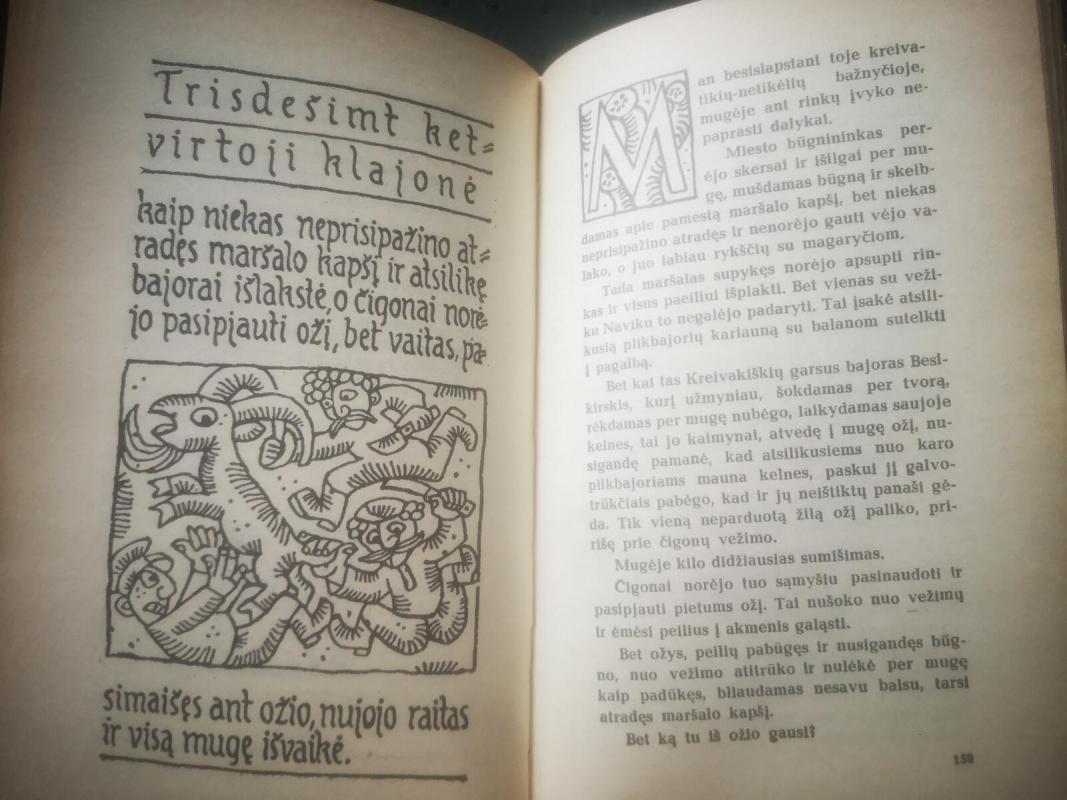 Trisdešimt ket=
virtoji klajonė
kaip niekas neprisipažino at=
radęs maršalo kapšį ir atsilikę
bajorai išlakstė, o čigonai norė=
jo pasipjauti ožį, bet vaitas, pa=
simaišęs ant ožio, nujojo raitas
ir visą mugę išvaikė.
Man besislapstant toje kreiva-
tikių-netikėlių bažnyčioje,
mugėje ant rinkų įvyko ne-
paprasti dalykai.
Miesto būgnininkas per-
ėjo skersai ir išilgai per mu-
gę, mušdamas būgną ir skelb-
damas apie pamestą maršalo kapšį, bet niekas
neprisipažino atradęs ir nenorėjo gauti vėjo va-
lako, o juo labiau rykščių su magaryčiom.
Tada maršalas supykęs norėjo apsupti rin-
kas ir visus paeiliui išplakti. Bet vienas su veži-
ku Naviku to negalėjo padaryti. Tai įsakė atsili-
kusią plikbajorių kariauną su balanom sutelkti
į pagalbą.
Bet kai tas Kreivakiškių garsus bajoras Besi-
kirskis, kurį užmyniau, šokdamas per tvorą,
rėkdamas per mugę nubėgo, laikydamas saujoje
kelnes, tai jo kaimynai, atvedę į mugę ožį, nu-
sigandę pamanė, kad atsilikusiems nuo karo
plikbajoriams mauna kelnes, paskui jį galvo-
trūkčiais pabėgo, kad ir jų neištiktų panaši gė-
da. Tik vieną neparduotą žilą ožį paliko, pri-
rišę prie čigonų vežimo.
Mugėje kilo didžiausias sumišimas.
Čigonai norėjo tuo sąmyšiu pasinaudoti ir
pasipjauti pietums ožį. Tai nušoko nuo vežimų
ir ėmėsi peilius į akmenis galąsti.
Bet ožys, peilių pabūgęs ir nusigandęs būg-
no, nuo vežimo atitrūko ir nulėkė per mugę
kaip padūkęs, bliaudamas nesavu balsu, tarsi
atradęs maršalo kapšį.
Bet ką tu iš ožio gausi?
159